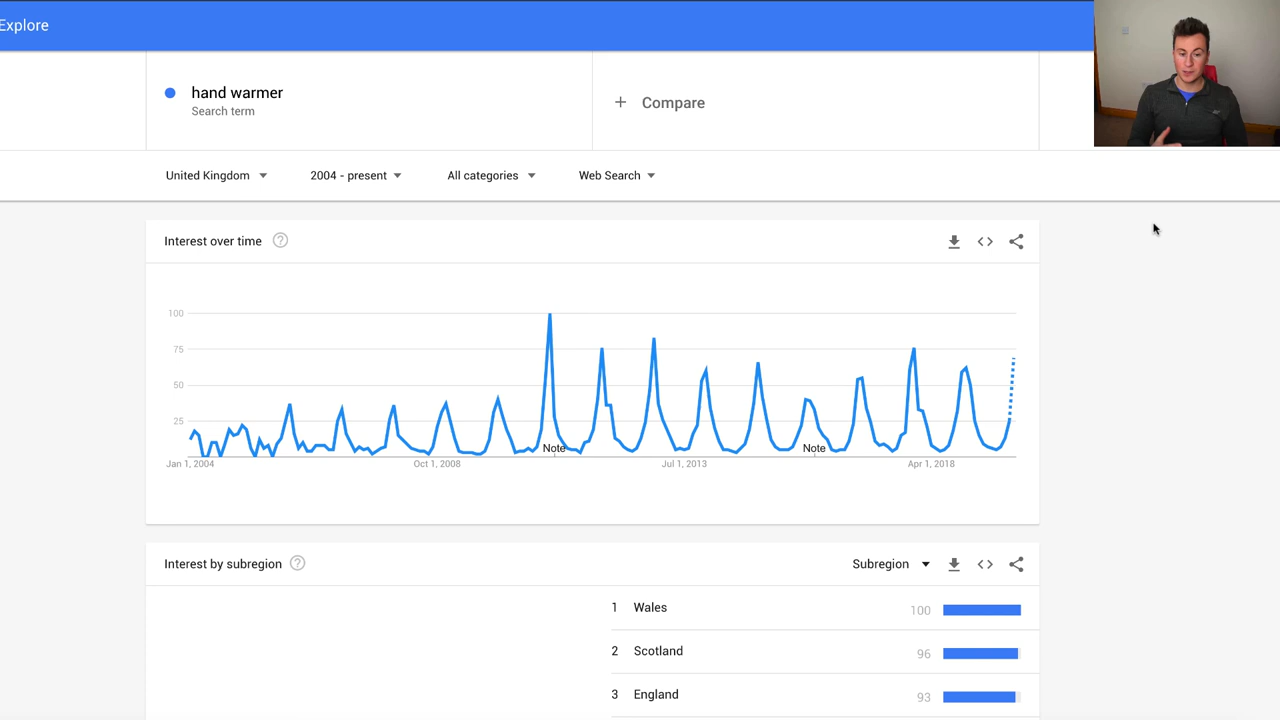 Explore
hand warmer
Search term
+ Compare
United Kingdom
2004 - present
All categories
Web Search
Interest over time
100
75
50
25
Note
Note
Jan 1, 2004
Oct 1, 2008
Jul 1, 2013
Apr 1, 2018
Interest by subregion
Subregion
1 Wales 100
2 Scotland 96
3 England 93